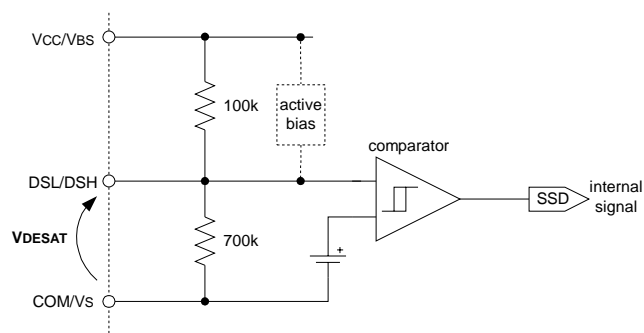 VCC/VBS
100k
active
bias
comparator
DSL/DSH
SSD
internal
signal
VDESAT
700k
+
COM/VS